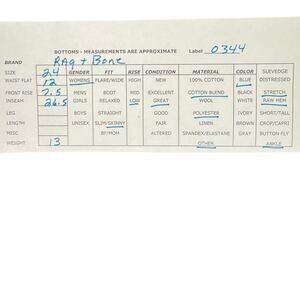 BOTTOMS - MEASUREMENTS ARE APPROXIMATE Label 0344
BRAND RAg + Bone
SIZE 24 GENDER FIT RISE CONDITION MATERIAL COLOR SLEVEDGE
WAIST FLAT 12 WOMENS FLARE/WIDE HIGH NEW 100% COTTON BLUE DISTRESSED
FRONT RISE 7.5 MENS BOOT MID EXCELLENT COTTON BLEND BLACK STRETCH
INSEAM 26.5 GIRLS RELAXED LOW GREAT WOOL WHITE RAW HEM
LEG BOYS STRAIGHT GOOD POLYESTER IVORY SHORT/TALL
LENGTH UNISEX SLIM/SKINNY FAIR LINEN BROWN CROP/CAPRI
MISC BF/MOM ALTERED SPANDEX/ELASTANE GRAY BUTTON FLY
WEIGHT 13 OTHER ANKLE